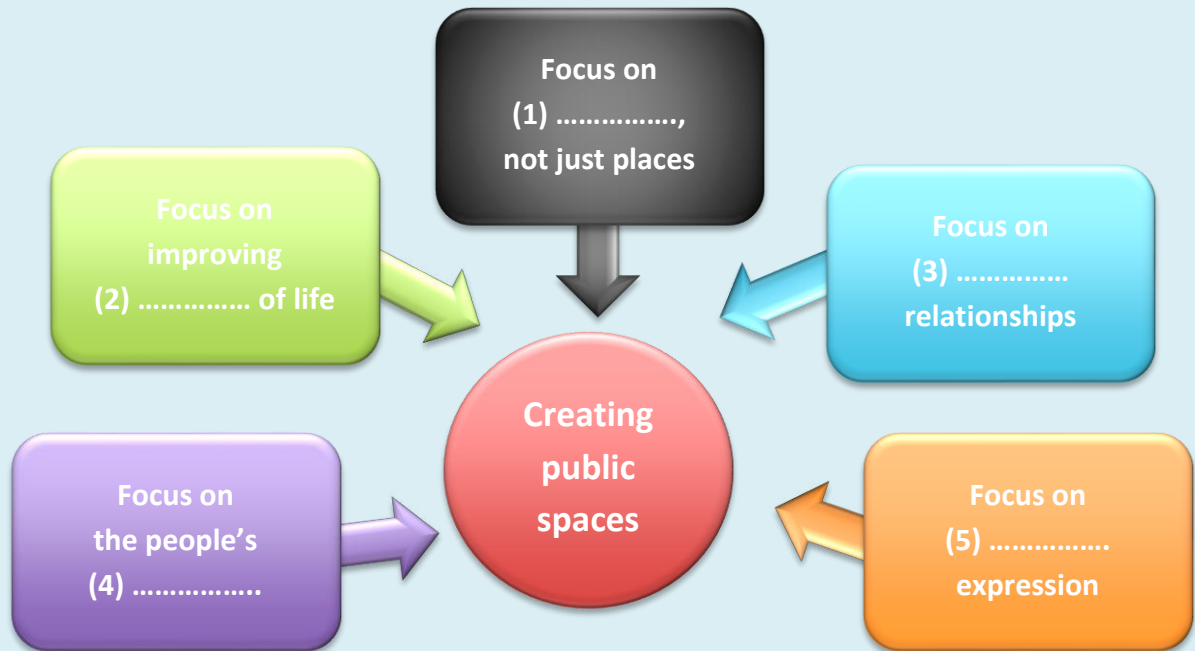 Focus on
(1) …………….,
not just places
Focus on
improving
(2) …………… of life
Focus on
(3) ……………
relationships
Focus on
the people’s
(4) ……………..
Focus on
(5) …………….
expression
Creating
public
spaces